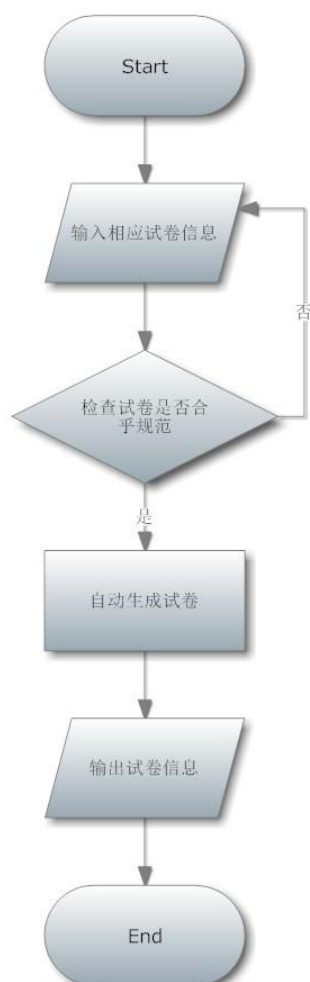 Start
输入相应试卷信息
否
检查试卷是否合
乎规范
是
自动生成试卷
输出试卷信息
End